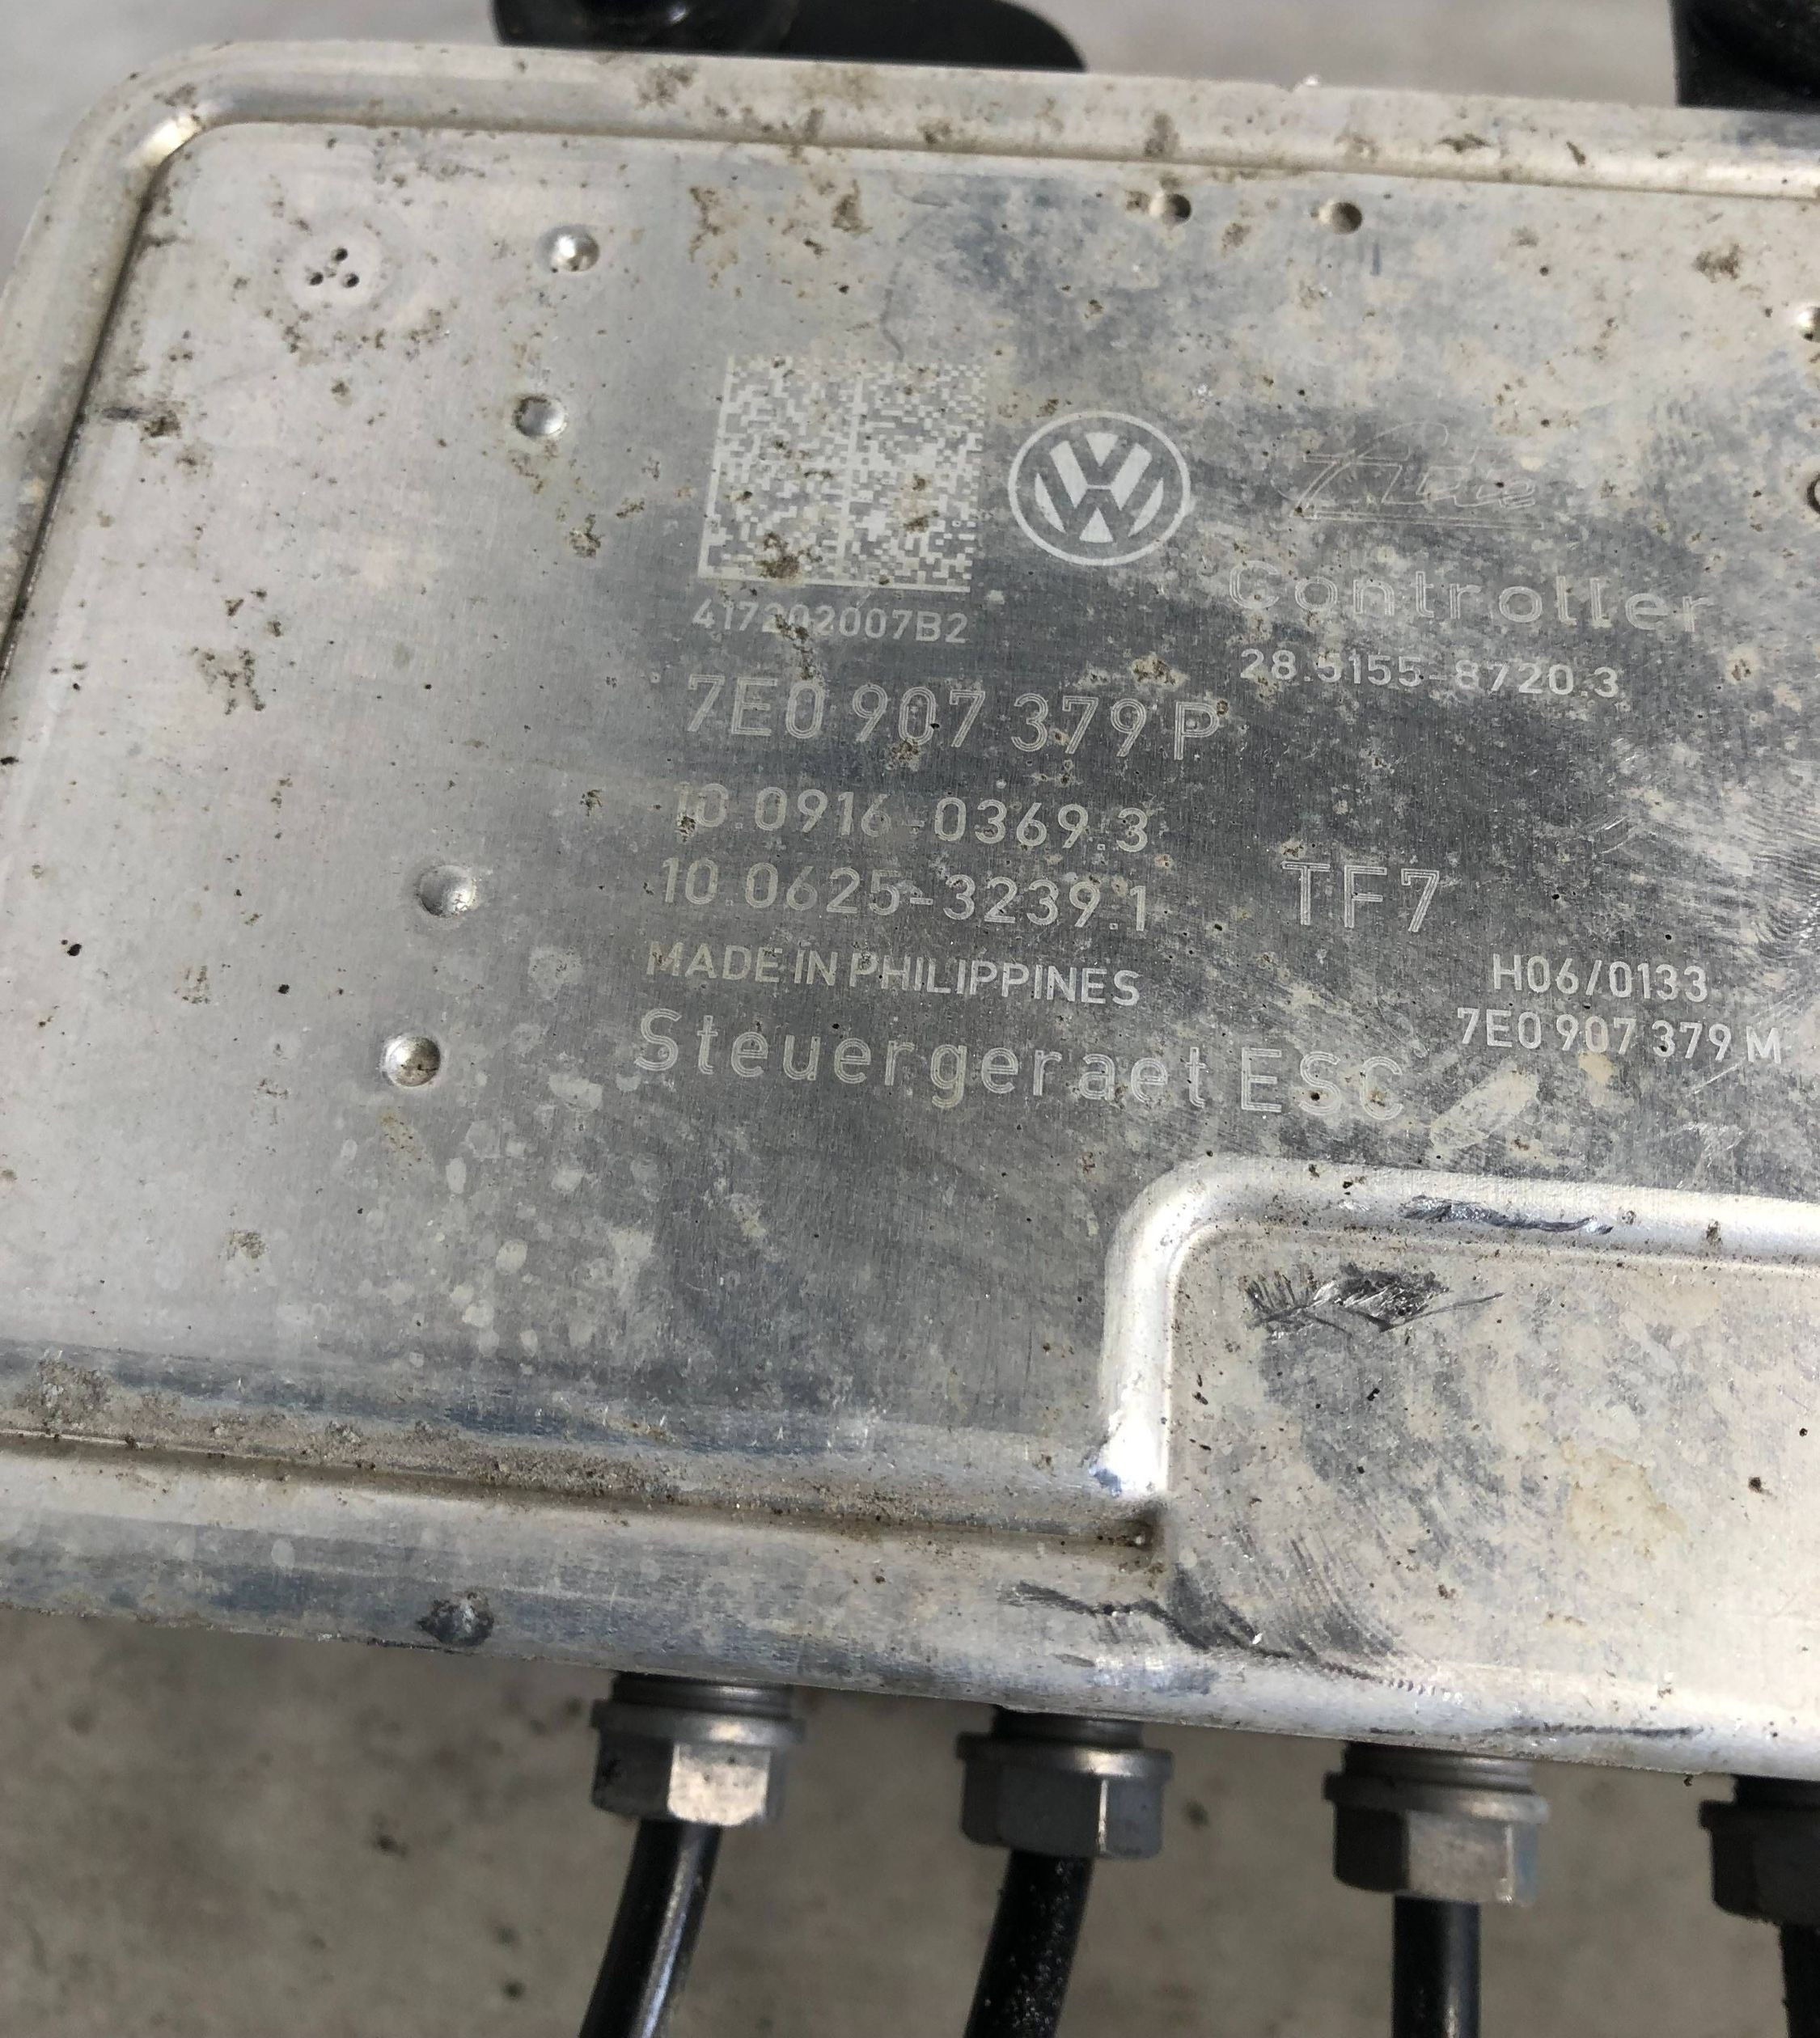 Ate
Controller
28.5155-8720.3
417202007B2
7E0 907 379 P
10.0916-0369.3
10.0625-3239.1
TF7
MADE IN PHILIPPINES
H06/0133
7E0 907 379 M
Steuergeraet ESC